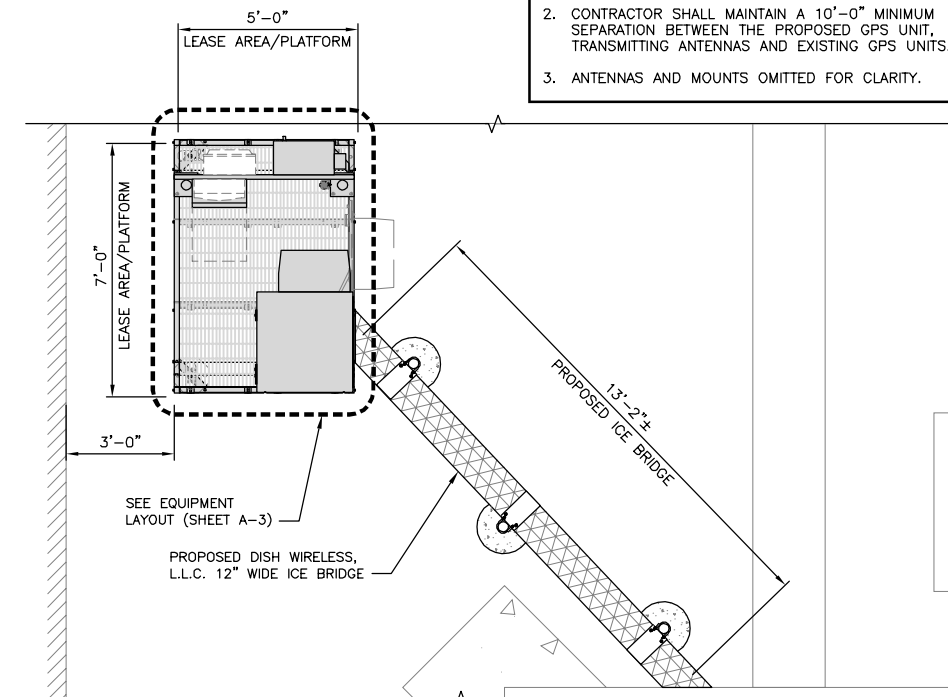 2. CONTRACTOR SHALL MAINTAIN A 10'-0" MINIMUM
SEPARATION BETWEEN THE PROPOSED GPS UNIT,
TRANSMITTING ANTENNAS AND EXISTING GPS UNITS.
3. ANTENNAS AND MOUNTS OMITTED FOR CLARITY.
5'-0"
LEASE AREA/PLATFORM
7'-0"
LEASE AREA/PLATFORM
3'-0"
13'-2"±
PROPOSED ICE BRIDGE
SEE EQUIPMENT
LAYOUT (SHEET A-3)
PROPOSED DISH WIRELESS,
L.L.C. 12" WIDE ICE BRIDGE